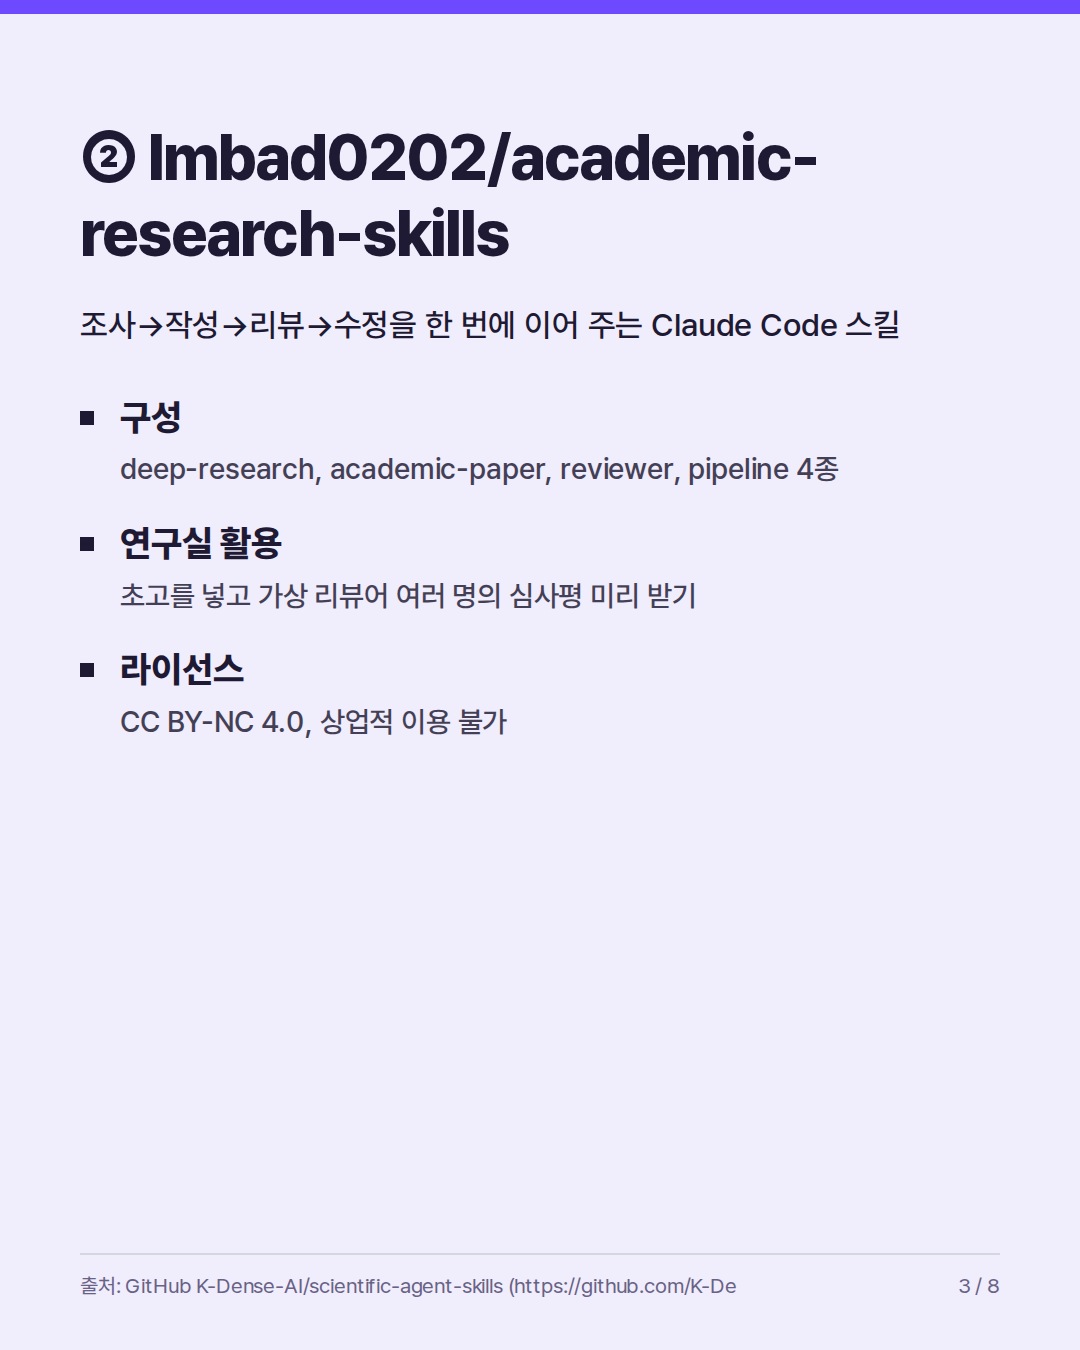 ② Imbad0202/academic-
research-skills
조사→작성→리뷰→수정을 한 번에 이어 주는 Claude Code 스킬
■ 구성
deep-research, academic-paper, reviewer, pipeline 4종
■ 연구실 활용
초고를 넣고 가상 리뷰어 여러 명의 심사평 미리 받기
■ 라이선스
CC BY-NC 4.0, 상업적 이용 불가
출처: GitHub K-Dense-AI/scientific-agent-skills (https://github.com/K-De
3 / 8